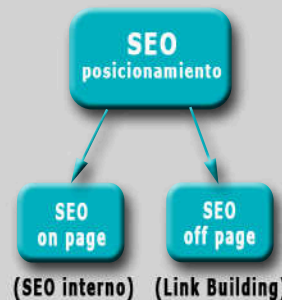 SEO
posicionamiento
SEO
on page
SEO
off page
(SEO interno)
(Link Building)